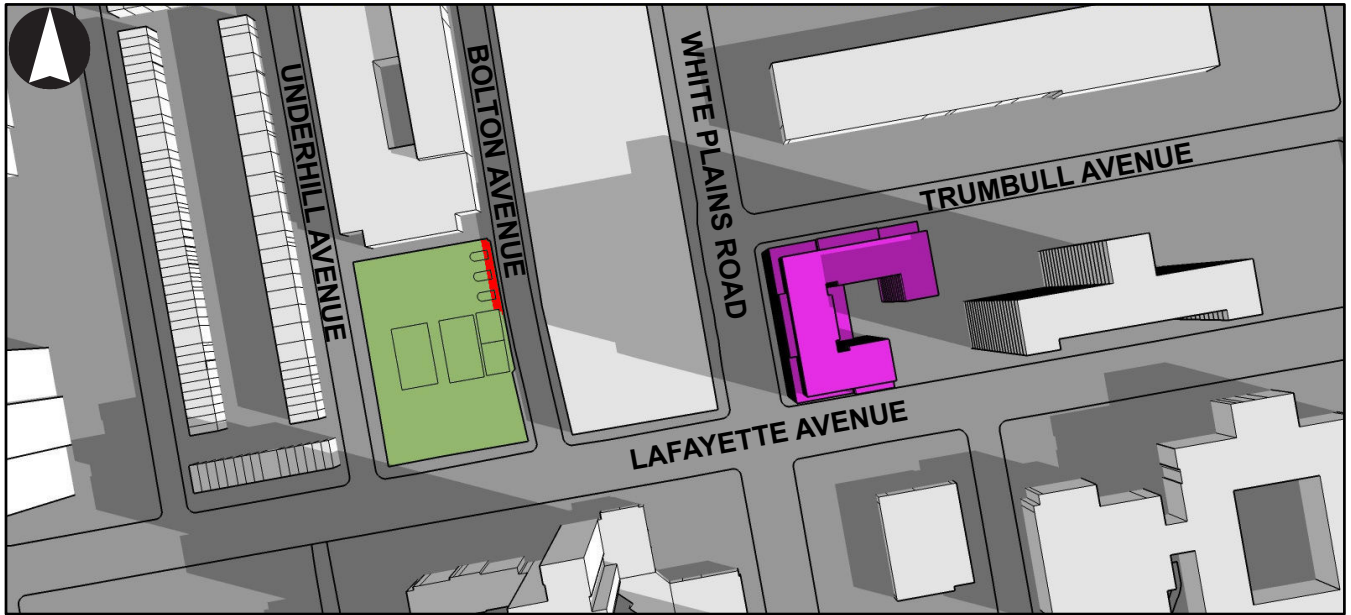 UNDERHILL AVENUE
BOLTON AVENUE
WHITE PLAINS ROAD
TRUMBULL AVENUE
LAFAYETTE AVENUE